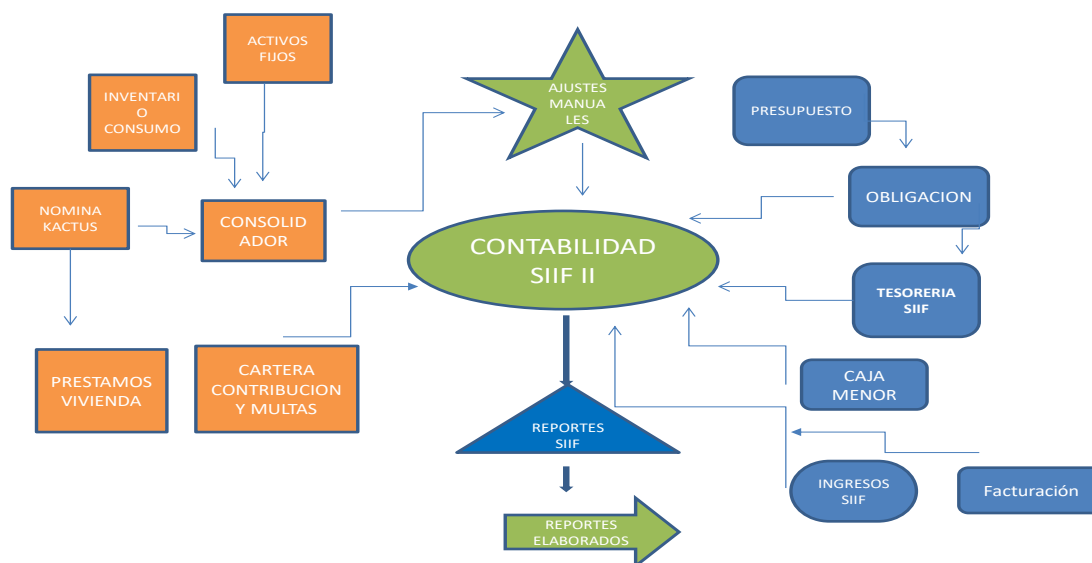 ACTIVOS
FIJOS
INVENTARI
O
CONSUMO
AJUSTES
MANUA
LES
PRESUPUESTO
OBLIGACION
NOMINA
KACTUS
CONSOLID
ADOR
CONTABILIDAD
SIIF II
TESORERIA
SIIF
PRESTAMOS
VIVIENDA
CARTERA
CONTRIBUCION
Y MULTAS
CAJA
MENOR
REPORTES
SIIF
INGRESOS
SIIF
Facturación
REPORTES
ELABORADOS